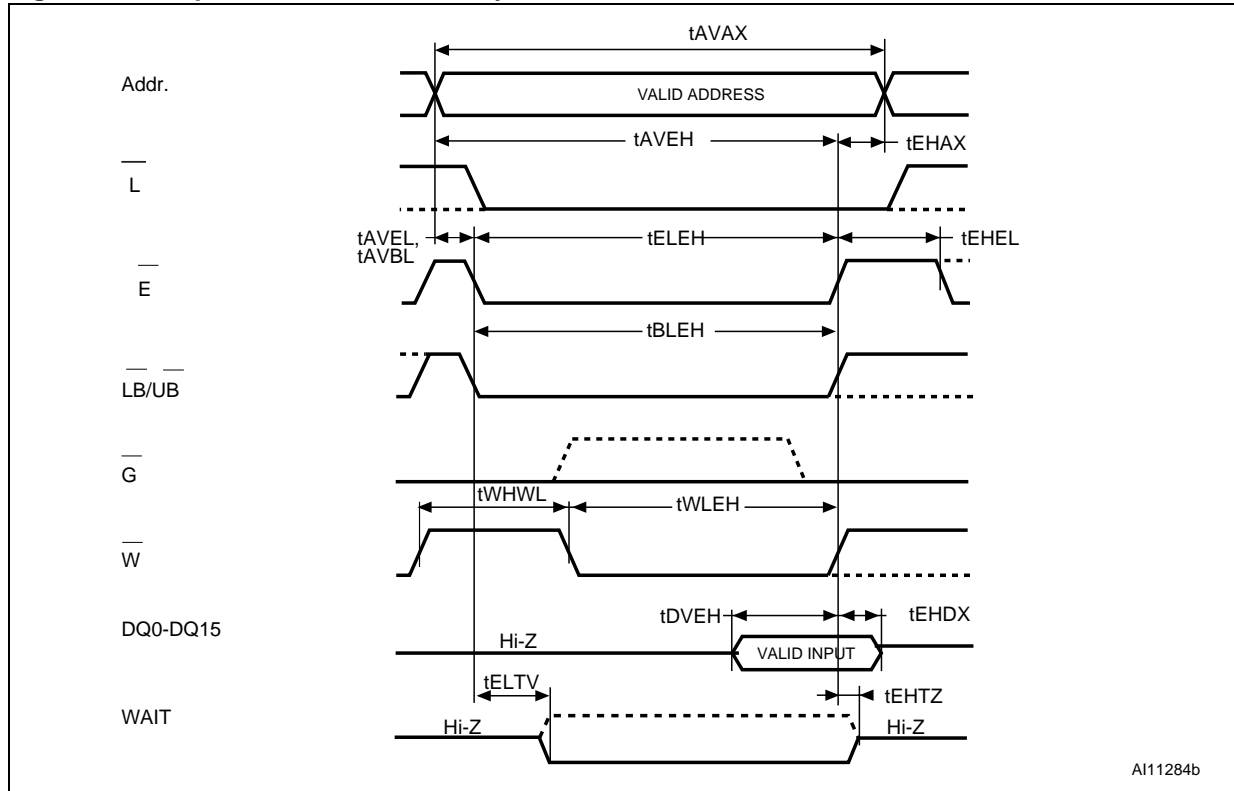 tAVAX
Addr.
VALID ADDRESS
tAVEH
tEHAX
L
tAVEL,
tAVBL
tELEH
tEHEL
E
tBLEH
LB/UB
G
tWHWL
tWLEH
W
DQ0-DQ15
Hi-Z
tDVEH
VALID INPUT
tEHDX
tELTV
tEHTZ
WAIT
Hi-Z
Hi-Z
AI11284b